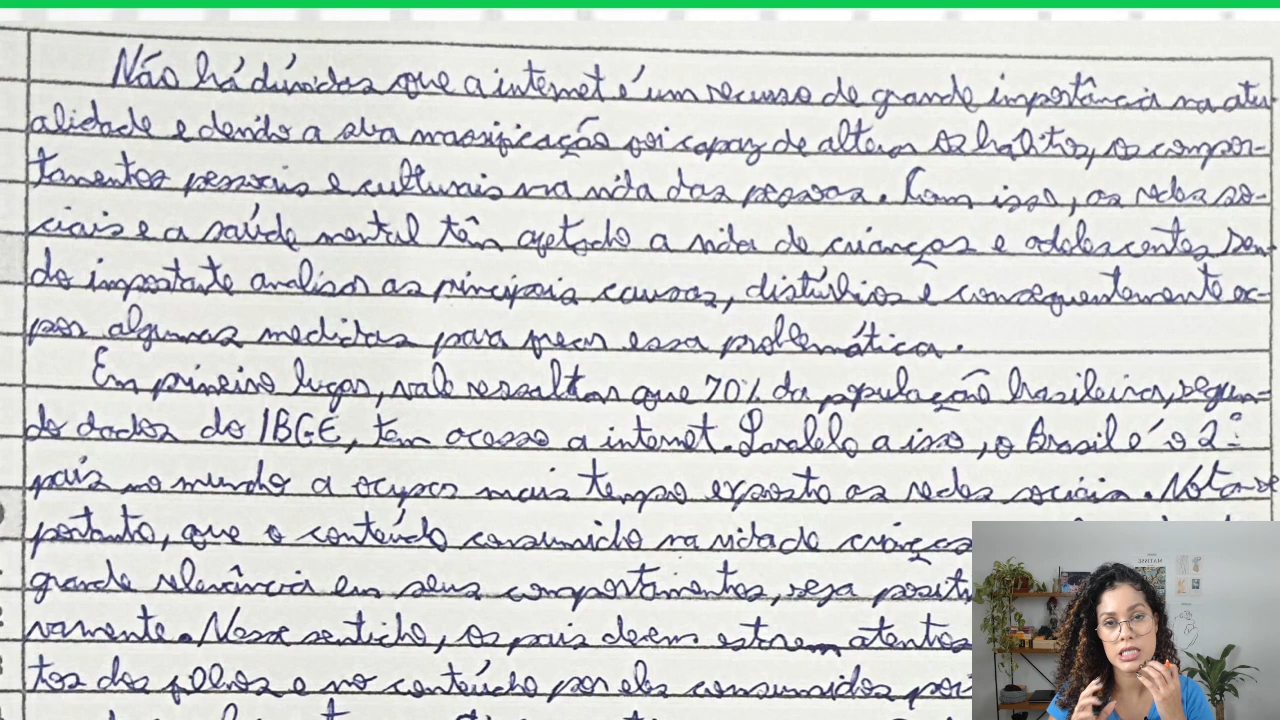 Não há dúvidas que a internet é um recurso de grande importância na atu-
alidade e devido a sua massificação foi capaz de alterar os hábitos, os compor-
tamentos pessoais e culturais na vida das pessoas. Com isso, as redes so-
ciais e a saúde mental têm afetado a vida de crianças e adolescentes sen-
do importante analisar as principais causas, distúrbios e consequentemente ex-
por algumas medidas para frear essa problemática.
Em primeiro lugar, vale ressaltar que 70% da população brasileira, segun-
do dados do IBGE, tem acesso a internet. Paralelo a isso, o Brasil é o 2º
país no mundo a ocupar mais tempo exposto as redes sociais. Nota-se
portanto, que o conteúdo consumido na vida de crianças
grande relevância em seus comportamentos, seja positi
vamente. Nesse sentido, os pais devem estarem atentos
tos dos filhos e no conteúdo por eles consumidos poi